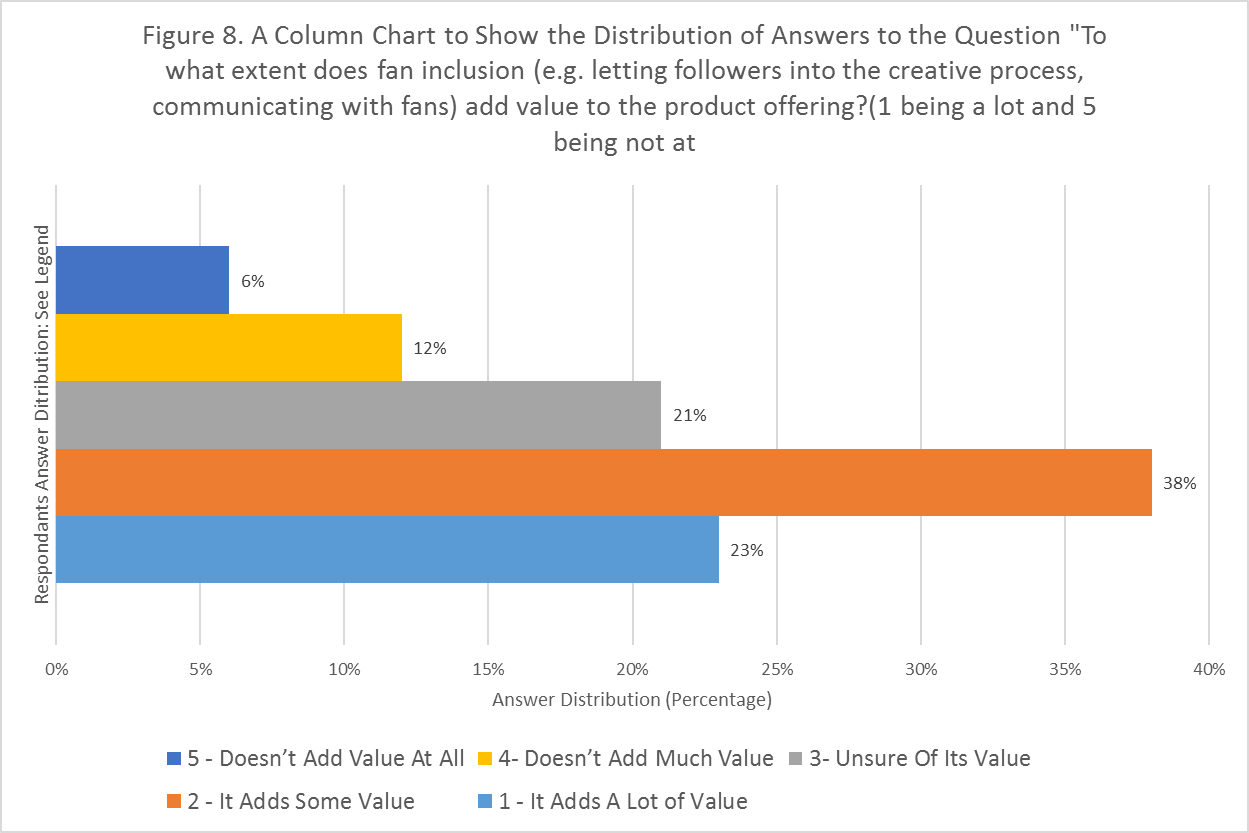 Figure 8. A Column Chart to Show the Distribution of Answers to the Question "To
what extent does fan inclusion (e.g. letting followers into the creative process,
communicating with fans) add value to the product offering?(1 being a lot and 5
being not at
Respondants Answer Ditribution: See Legend
6%
12%
21%
38%
23%
0% 5% 10% 15% 20% 25% 30% 35% 40%
Answer Distribution (Percentage)
5 - Doesn’t Add Value At All 4- Doesn’t Add Much Value 3- Unsure Of Its Value
2 - It Adds Some Value 1 - It Adds A Lot of Value